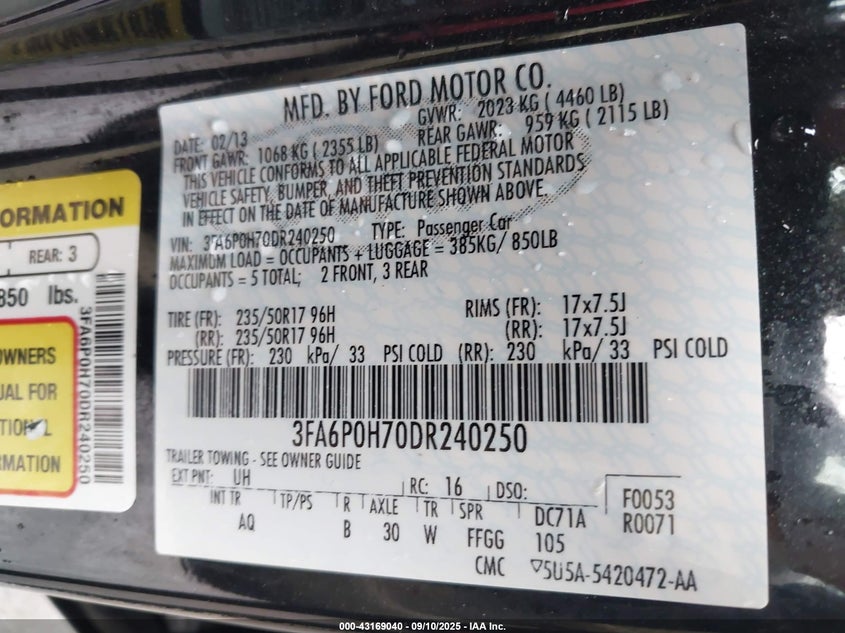 MFD. BY FORD MOTOR CO.
DATE: 02/13 GVWR: 2023 KG ( 4460 LB)
FRONT GAWR: 1068 KG ( 2355 LB) REAR GAWR: 959 KG ( 2115 LB)
THIS VEHICLE CONFORMS TO ALL APPLICABLE FEDERAL MOTOR
VEHICLE SAFETY, BUMPER, AND THEFT PREVENTION STANDARDS
IN EFFECT ON THE DATE OF MANUFACTURE SHOWN ABOVE.
VIN: 3FA6P0H70DR240250 TYPE: Passenger Car
MAXIMUM LOAD = OCCUPANTS + LUGGAGE = 385KG/ 850LB
OCCUPANTS = 5 TOTAL; 2 FRONT, 3 REAR
TIRE (FR): 235/50R17 96H RIMS (FR): 17x7.5J
(RR): 235/50R17 96H (RR): 17x7.5J
PRESSURE (FR): 230 kPa/ 33 PSI COLD (RR): 230 kPa/ 33 PSI COLD
3FA6P0H70DR240250
TRAILER TOWING - SEE OWNER GUIDE
EXT PNT: UH RC: 16 DSO: F0053
INT TR TP/PS R AXLE TR SPR DC71A R0071
AQ B 30 W FFGG 105
CMC ▽5U5A-5420472-AA
ORMATION
REAR: 3
850 lbs.
OWNERS
UAL FOR
TIONAL
RMATION
3FA6P0H70DR240250
000-43169040 - 09/10/2025 - IAA Inc.